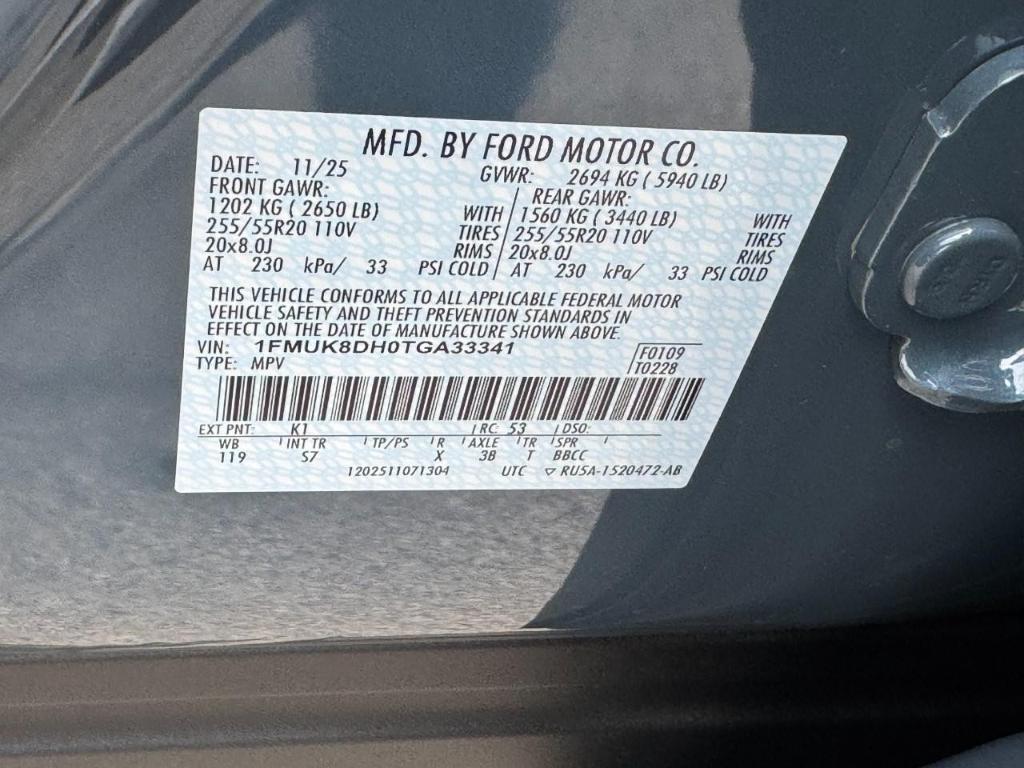 MFD. BY FORD MOTOR CO.
DATE: 11/25 GVWR: 2694 KG ( 5940 LB)
FRONT GAWR: REAR GAWR:
1202 KG ( 2650 LB) WITH 1560 KG ( 3440 LB) WITH
255/55R20 110V TIRES 255/55R20 110V TIRES
20x8.0J RIMS 20x8.0J RIMS
AT 230 kPa/ 33 PSI COLD AT 230 kPa/ 33 PSI COLD
THIS VEHICLE CONFORMS TO ALL APPLICABLE FEDERAL MOTOR
VEHICLE SAFETY AND THEFT PREVENTION STANDARDS IN
EFFECT ON THE DATE OF MANUFACTURE SHOWN ABOVE.
VIN: 1FMUK8DH0TGA33341 F0109
TYPE: MPV T0228
EXT PNT: K1 RC: 53 DSO:
WB INT TR TP/PS R AXLE TR SPR
119 S7 X 3B T BBCC
1202511071304 UTC ▽ RU5A-1520472-AB